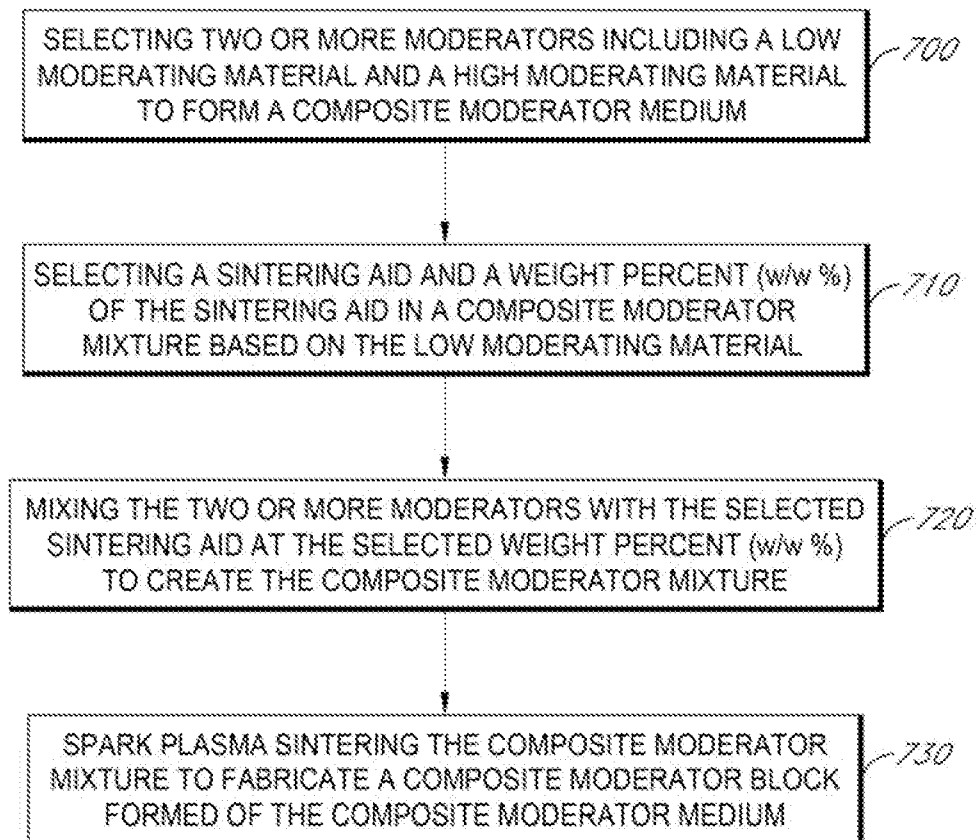 SELECTING TWO OR MORE MODERATORS INCLUDING A LOW
MODERATING MATERIAL AND A HIGH MODERATING MATERIAL
TO FORM A COMPOSITE MODERATOR MEDIUM
700
SELECTING A SINTERING AID AND A WEIGHT PERCENT (w/w %)
OF THE SINTERING AID IN A COMPOSITE MODERATOR
MIXTURE BASED ON THE LOW MODERATING MATERIAL
710
MIXING THE TWO OR MORE MODERATORS WITH THE SELECTED
SINTERING AID AT THE SELECTED WEIGHT PERCENT (w/w %)
TO CREATE THE COMPOSITE MODERATOR MIXTURE
720
SPARK PLASMA SINTERING THE COMPOSITE MODERATOR
MIXTURE TO FABRICATE A COMPOSITE MODERATOR BLOCK
FORMED OF THE COMPOSITE MODERATOR MEDIUM
730